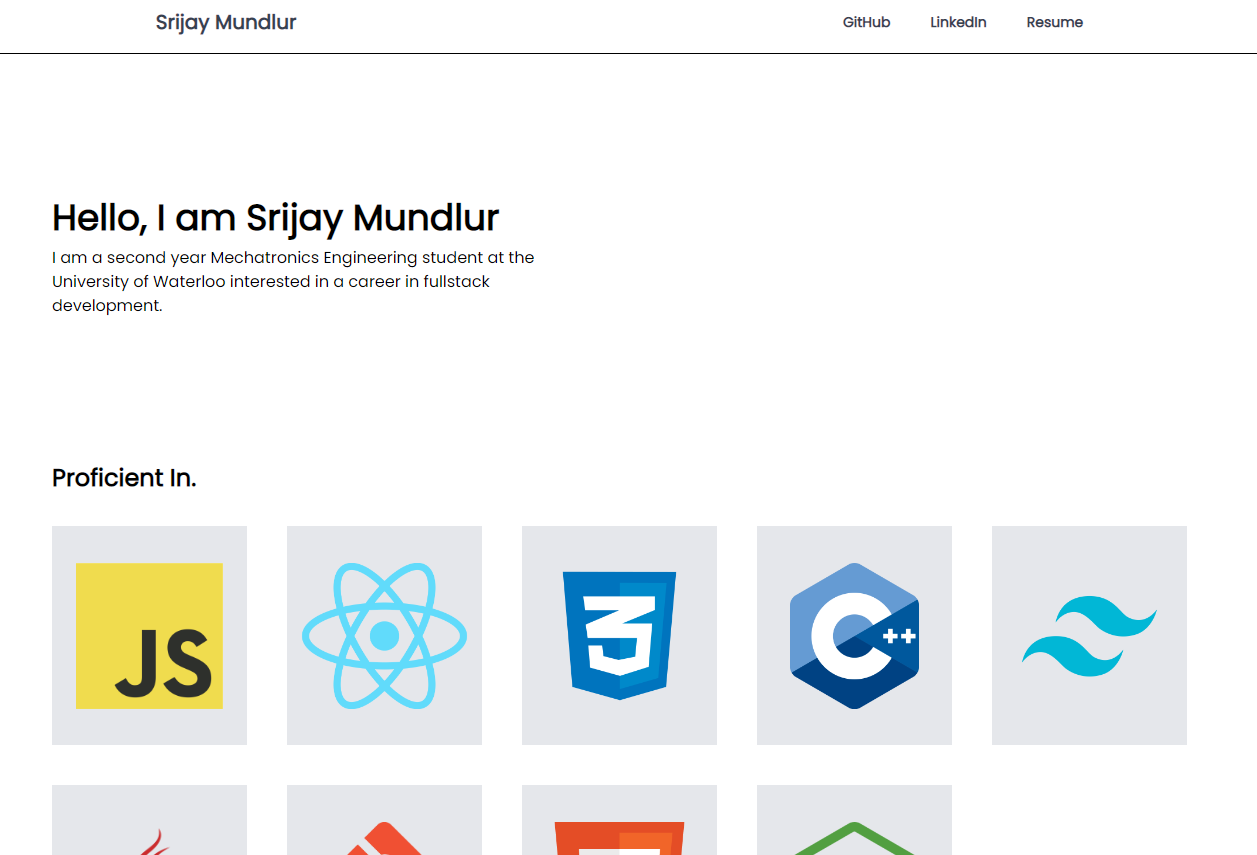 Srijay Mundlur
GitHub LinkedIn Resume
Hello, I am Srijay Mundlur
I am a second year Mechatronics Engineering student at the
University of Waterloo interested in a career in fullstack
development.
Proficient In.
JS
3
C++